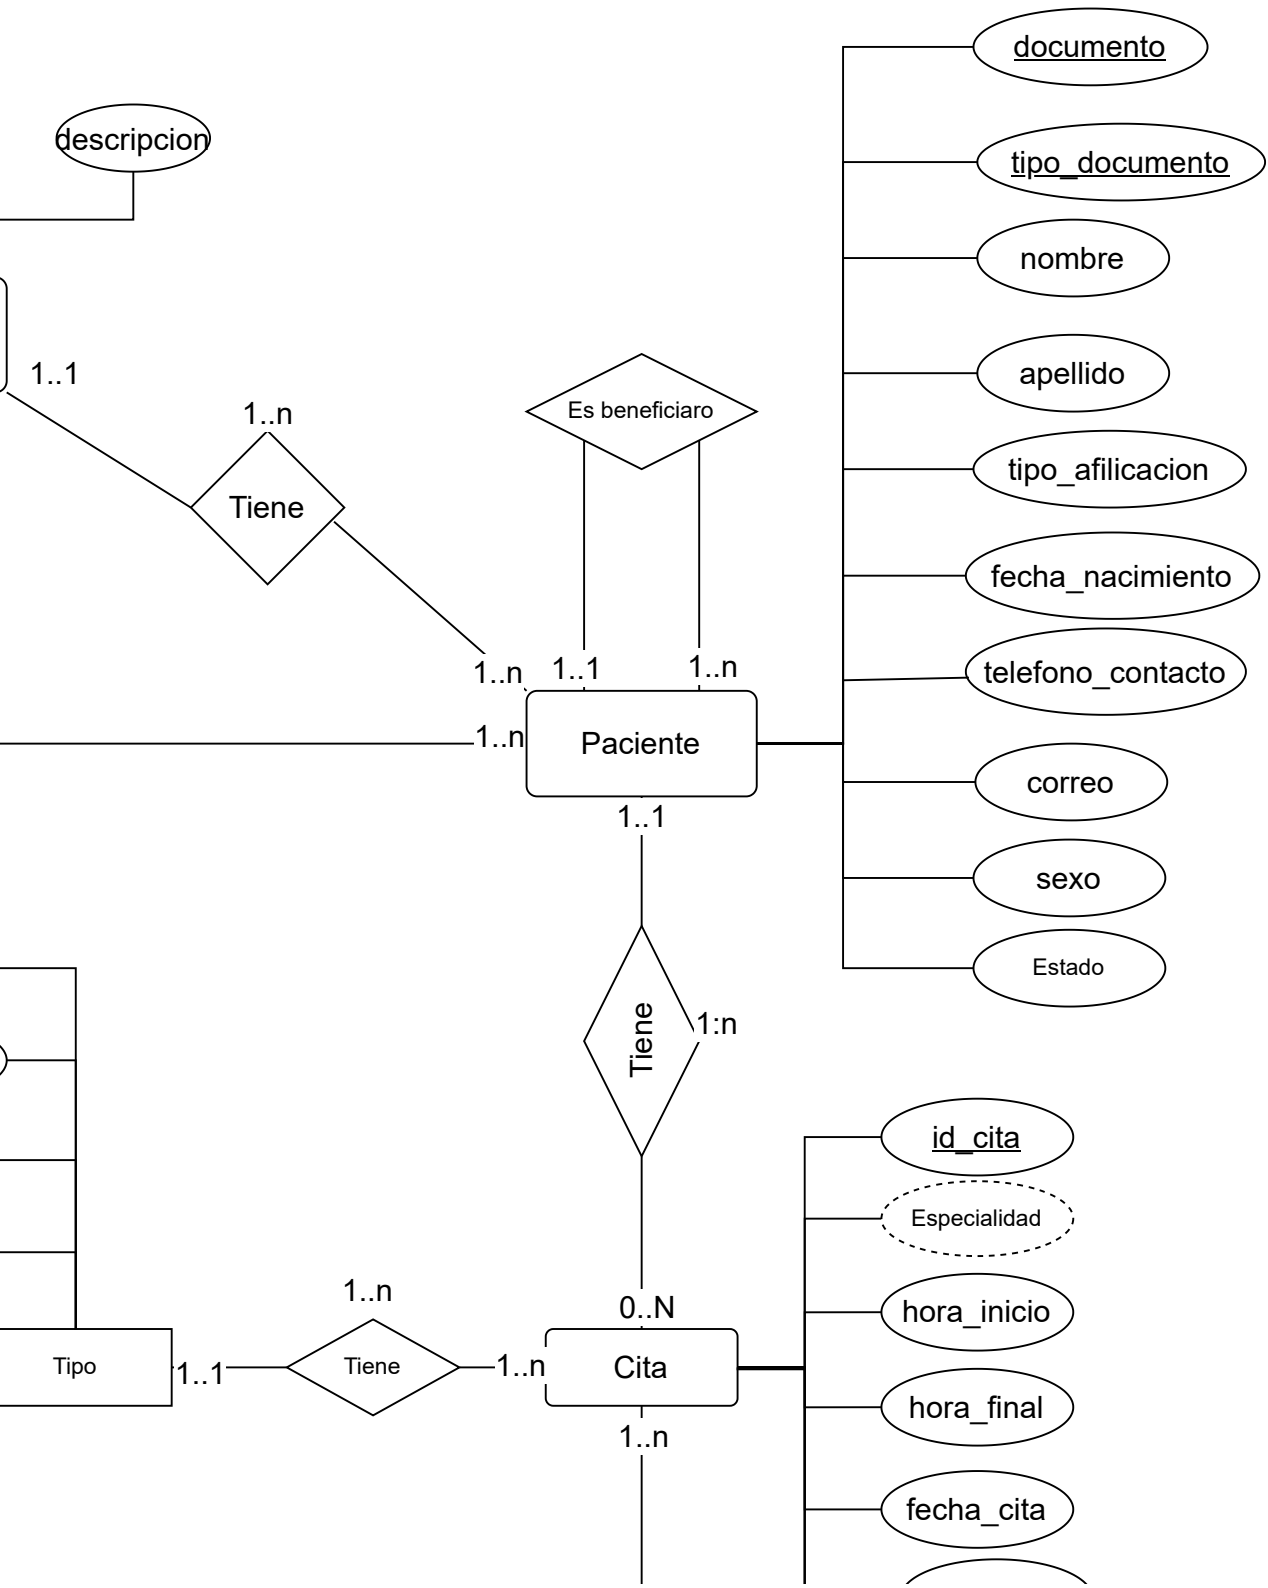 documento
descripcion
tipo_documento
nombre
1..1
apellido
1..n
Es beneficiaro
tipo_afilicacion
Tiene
fecha_nacimiento
1..n
1..1
1..n
telefono_contacto
1..n
Paciente
correo
1..1
sexo
Estado
Tiene
1:n
id_cita
Especialidad
1..n
0..N
hora_inicio
Tipo
1..1
Tiene
1..n
Cita
hora_final
1..n
fecha_cita